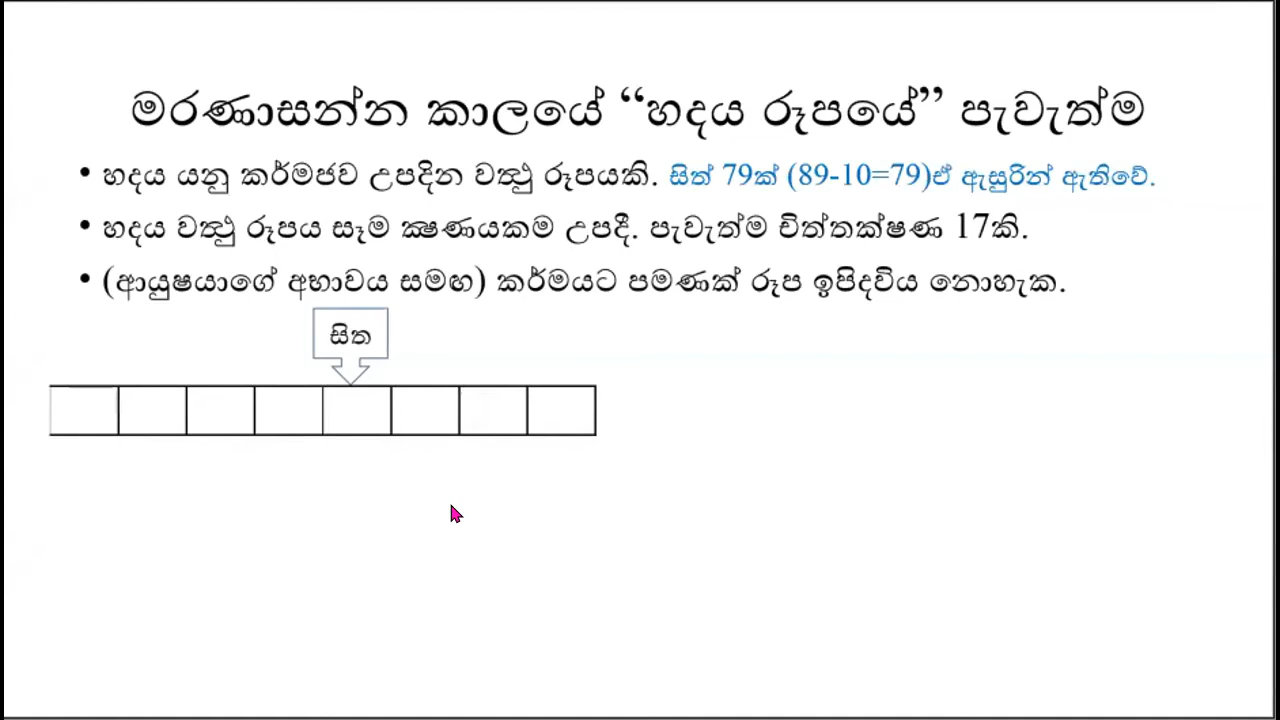 මරණාසන්න කාලයේ “හදය රූපයේ” පැවැත්ම
• හදය යනු කර්මජව උපදින වත්‍ථු රූපයකි. සිත් 79ක් (89-10=79)ඒ ඇසුරින් ඇතිවේ.
• හදය වත්‍ථු රූපය සෑම ක්‍ෂණයකම උපදී. පැවැත්ම චිත්තක්ෂණ 17කි.
• (ආයුෂයාගේ අභාවය සමඟ) කර්මයට පමණක් රූප ඉපිදවිය නොහැක.
සිත